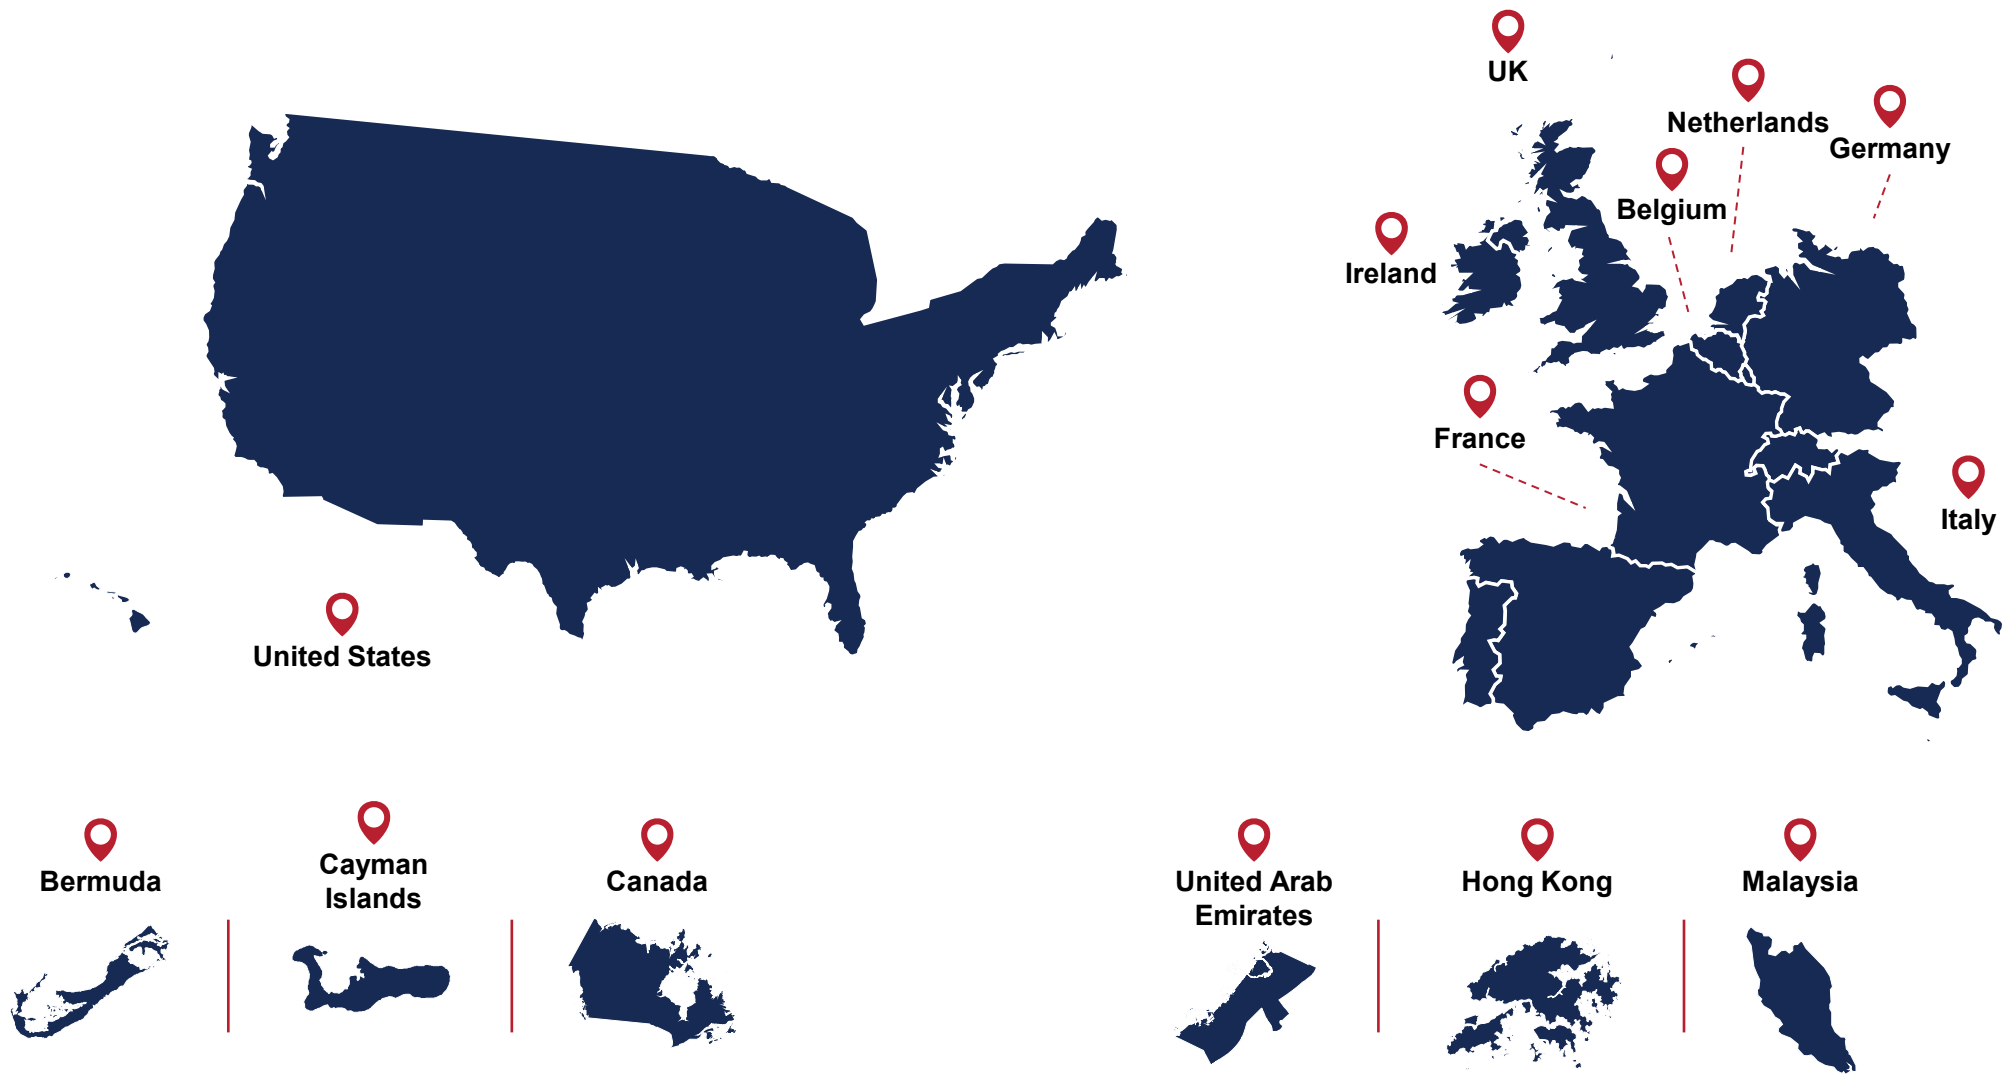 UK
Netherlands
Germany
Belgium
Ireland
France
Italy
United States
Bermuda
Cayman
Islands
Canada
United Arab
Emirates
Hong Kong
Malaysia